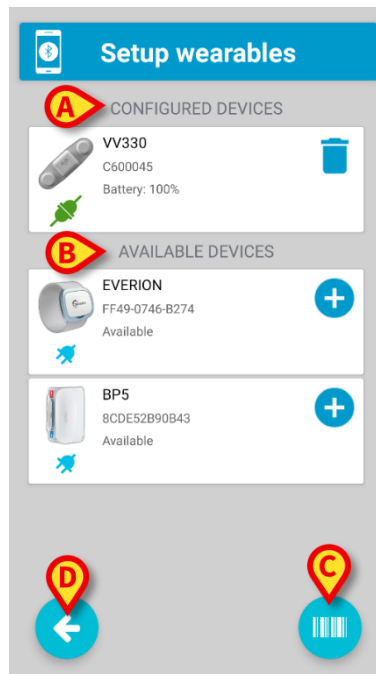 Setup wearables
A
CONFIGURED DEVICES
VV330
C600045
Battery: 100%
B
AVAILABLE DEVICES
EVERION
FF49-0746-B274
Available
BP5
8CDE52B90B43
Available
D
C